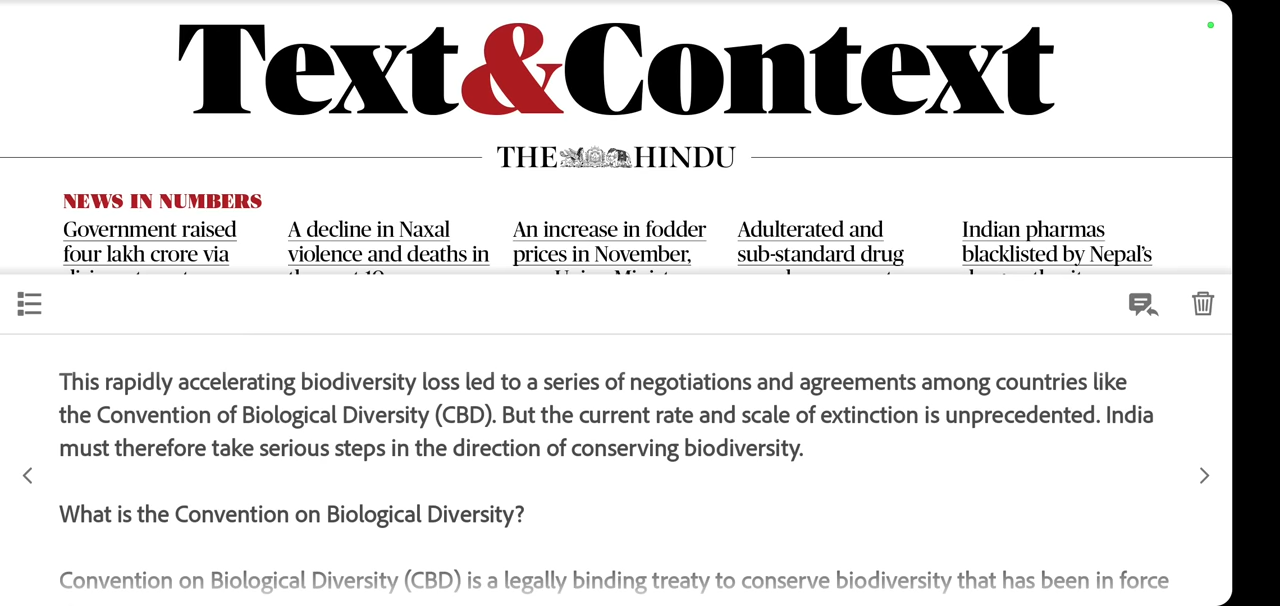 Text&Context
THE HINDU
NEWS IN NUMBERS
Government raised
four lakh crore via
A decline in Naxal
violence and deaths in
An increase in fodder
prices in November,
Adulterated and
sub-standard drug
Indian pharmas
blacklisted by Nepal's
This rapidly accelerating biodiversity loss led to a series of negotiations and agreements among countries like
the Convention of Biological Diversity (CBD). But the current rate and scale of extinction is unprecedented. India
must therefore take serious steps in the direction of conserving biodiversity.
What is the Convention on Biological Diversity?
Convention on Biological Diversity (CBD) is a legally binding treaty to conserve biodiversity that has been in force